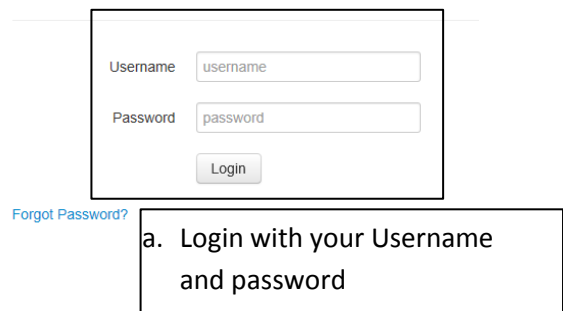 Username username
Password password
Login
Forgot Password?
a. Login with your Username
and password